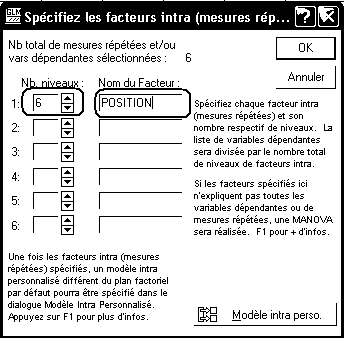 GLM
Spécifiez les facteurs intra (mesures rép...
Nb total de mesures répétées et/ou
vars dépendantes sélectionnées : 6
OK
Annuler
Nb. niveaux : Nom du Facteur :
1: 6 POSITION
2:
3:
4:
5:
6:
Spécifiez chaque facteur intra
(mesures répétées) et son
nombre respectif de niveaux. La
liste de variables dépendantes
sera divisée par le nombre total
de niveaux de facteurs intra.
Si les facteurs spécifiés ici
n'expliquent pas toutes les
variables dépendantes ou de
mesures répétées, une MANOVA
sera réalisée. F1 pour + d'infos.
Une fois les facteurs intra (mesures
répétées) spécifiés, un modèle intra
personnalisé différent du plan factoriel
par défaut pourra être spécifié dans le
dialogue Modèle Intra Personnalisé.
Appuyez sur F1 pour plus d'infos.
Modèle intra perso.